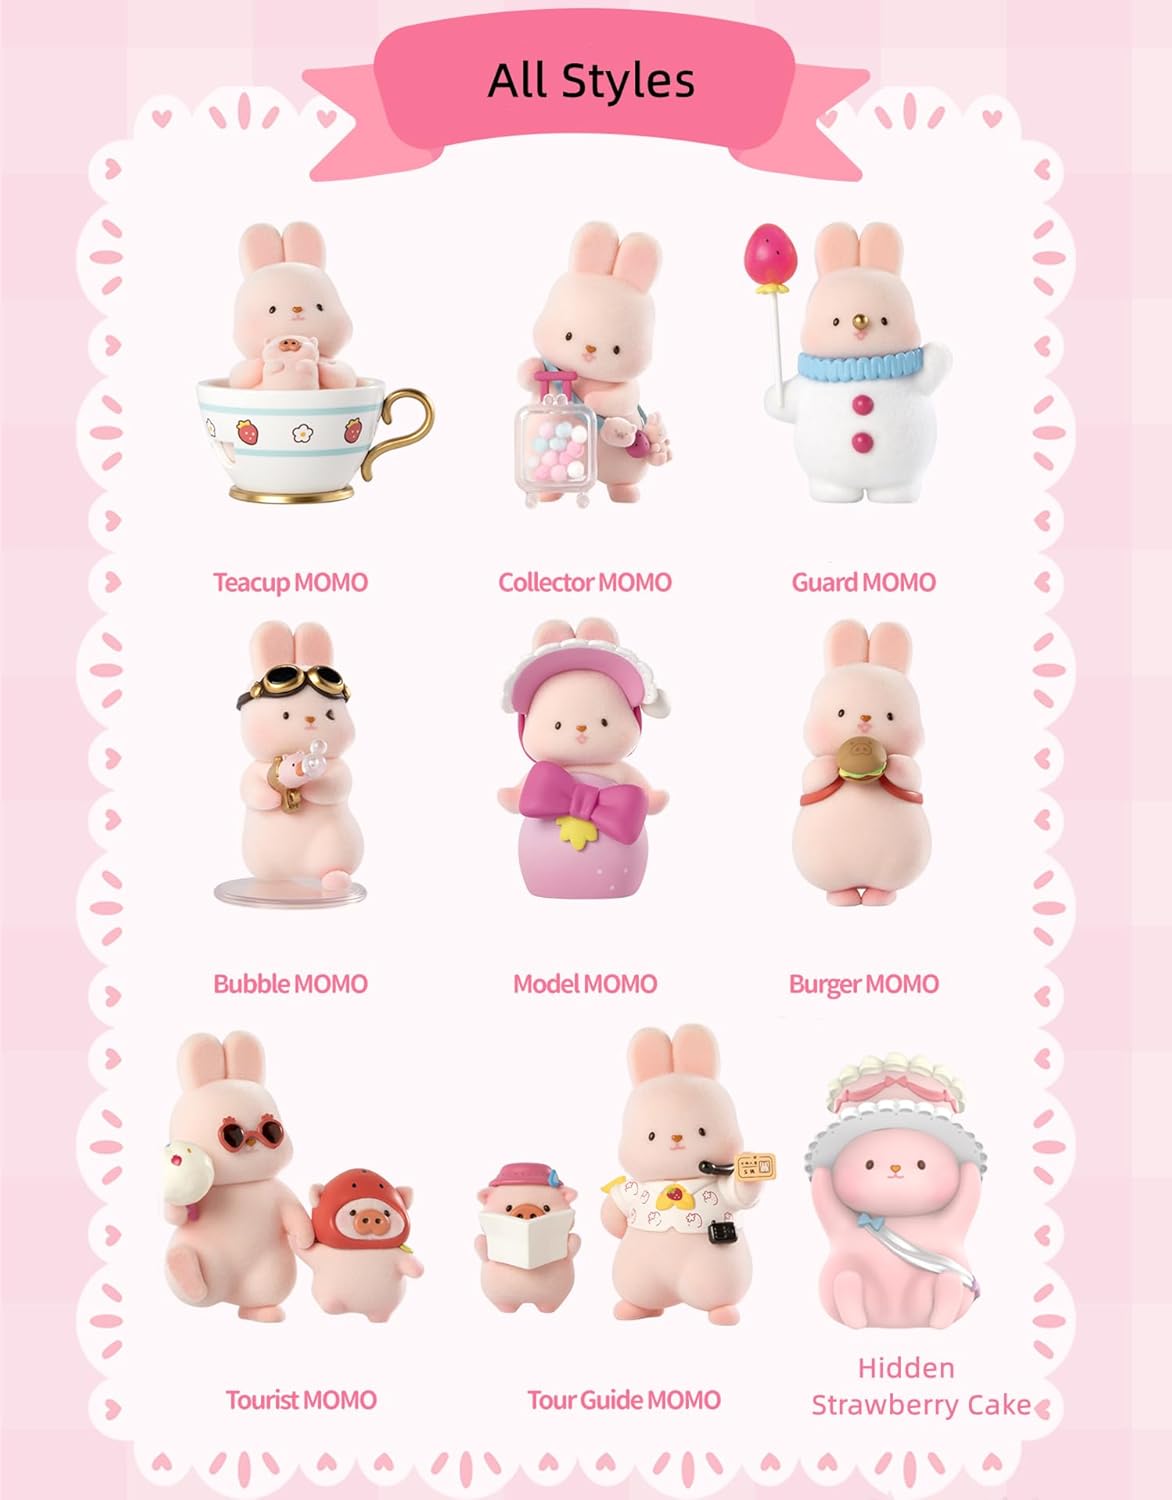 All Styles
Teacup MOMO
Collector MOMO
Guard MOMO
Bubble MOMO
Model MOMO
Burger MOMO
Tourist MOMO
Tour Guide MOMO
Hidden
Strawberry Cake